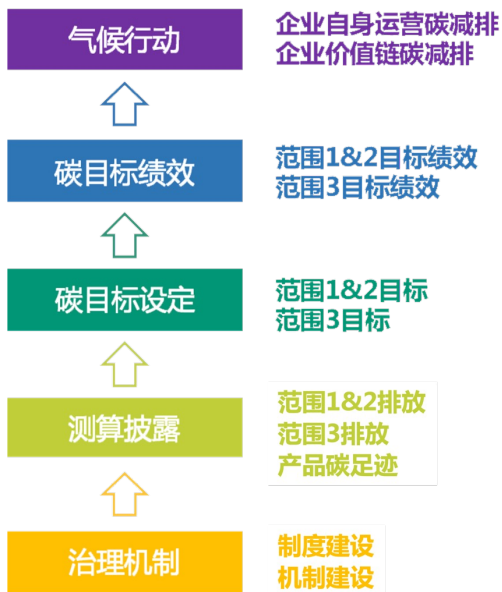 气候行动
企业自身运营碳减排
企业价值链碳减排
碳目标绩效
范围1&2目标绩效
范围3目标绩效
碳目标设定
范围1&2目标
范围3目标
测算披露
范围1&2排放
范围3排放
产品碳足迹
治理机制
制度建设
机制建设